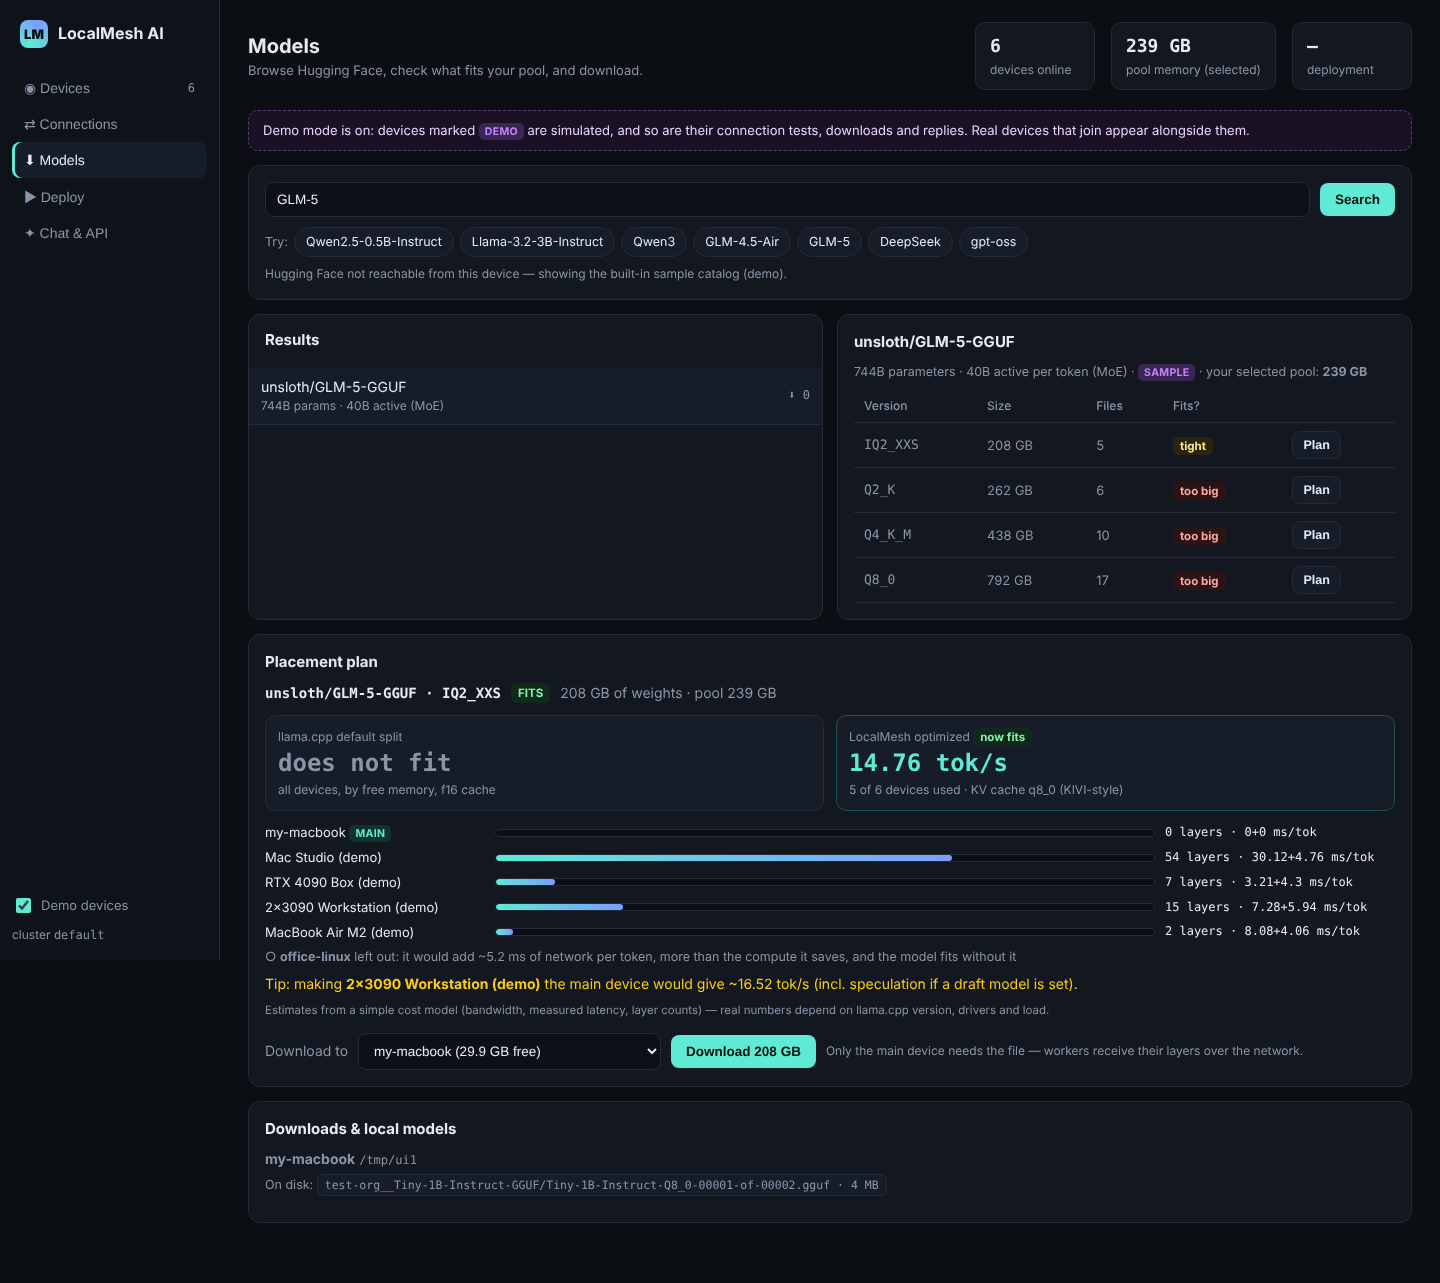 LM LocalMesh AI
◉ Devices 6
⇄ Connections
⬇ Models
▶ Deploy
✦ Chat & API
Demo devices
cluster default
Models
Browse Hugging Face, check what fits your pool, and download.
6
devices online
239 GB
pool memory (selected)
—
deployment
Demo mode is on: devices marked DEMO are simulated, and so are their connection tests, downloads and replies. Real devices that join appear alongside them.
GLM-5
Search
Try: Qwen2.5-0.5B-Instruct Llama-3.2-3B-Instruct Qwen3 GLM-4.5-Air GLM-5 DeepSeek gpt-oss
Hugging Face not reachable from this device — showing the built-in sample catalog (demo).
Results
unsloth/GLM-5-GGUF
744B params · 40B active (MoE)
⬇ 0
unsloth/GLM-5-GGUF
744B parameters · 40B active per token (MoE) · SAMPLE · your selected pool: 239 GB
Version Size Files Fits?
IQ2_XXS 208 GB 5 tight Plan
Q2_K 262 GB 6 too big Plan
Q4_K_M 438 GB 10 too big Plan
Q8_0 792 GB 17 too big Plan
Placement plan
unsloth/GLM-5-GGUF · IQ2_XXS FITS 208 GB of weights · pool 239 GB
llama.cpp default split
does not fit
all devices, by free memory, f16 cache
LocalMesh optimized now fits
14.76 tok/s
5 of 6 devices used · KV cache q8_0 (KIVI-style)
my-macbook MAIN 0 layers · 0+0 ms/tok
Mac Studio (demo) 54 layers · 30.12+4.76 ms/tok
RTX 4090 Box (demo) 7 layers · 3.21+4.3 ms/tok
2×3090 Workstation (demo) 15 layers · 7.28+5.94 ms/tok
MacBook Air M2 (demo) 2 layers · 8.08+4.06 ms/tok
○ office-linux left out: it would add ~5.2 ms of network per token, more than the compute it saves, and the model fits without it
Tip: making 2×3090 Workstation (demo) the main device would give ~16.52 tok/s (incl. speculation if a draft model is set).
Estimates from a simple cost model (bandwidth, measured latency, layer counts) — real numbers depend on llama.cpp version, drivers and load.
Download to my-macbook (29.9 GB free) Download 208 GB Only the main device needs the file — workers receive their layers over the network.
Downloads & local models
my-macbook /tmp/ui1
On disk: test-org__Tiny-1B-Instruct-GGUF/Tiny-1B-Instruct-Q8_0-00001-of-00002.gguf · 4 MB